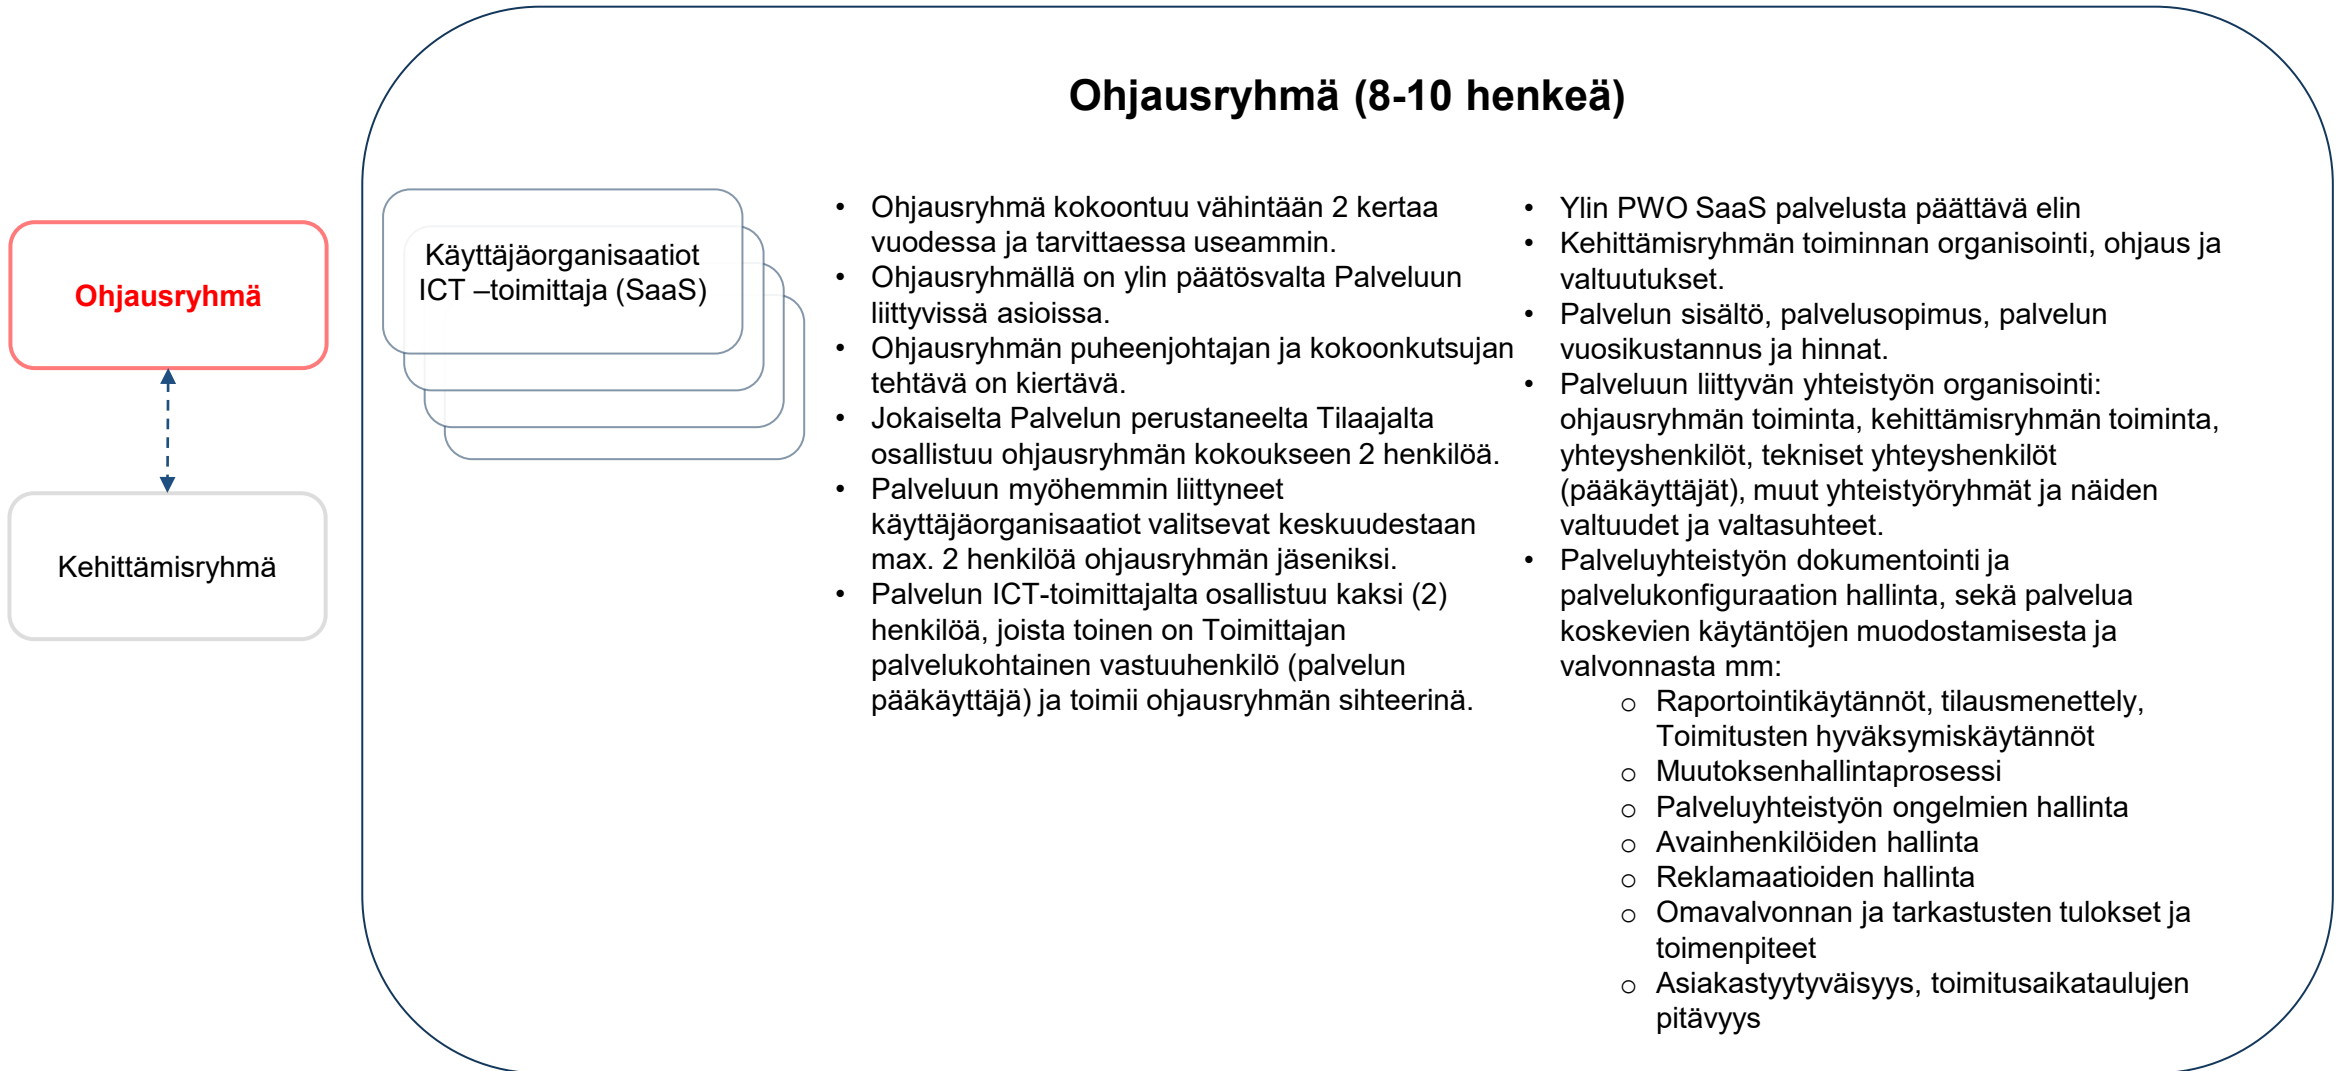 Ohjausryhmä (8-10 henkeä)
Ohjausryhmä
Kehittämisryhmä
Käyttäjäorganisaatiot
ICT –toimittaja (SaaS)
• Ohjausryhmä kokoontuu vähintään 2 kertaa
vuodessa ja tarvittaessa useammin.
• Ohjausryhmällä on ylin päätösvalta Palveluun
liittyvissä asioissa.
• Ohjausryhmän puheenjohtajan ja kokoonkutsujan
tehtävä on kiertävä.
• Jokaiselta Palvelun perustaneelta Tilaajalta
osallistuu ohjausryhmän kokoukseen 2 henkilöä.
• Palveluun myöhemmin liittyneet
käyttäjäorganisaatiot valitsevat keskuudestaan
max. 2 henkilöä ohjausryhmän jäseniksi.
• Palvelun ICT-toimittajalta osallistuu kaksi (2)
henkilöä, joista toinen on Toimittajan
palvelukohtainen vastuuhenkilö (palvelun
pääkäyttäjä) ja toimii ohjausryhmän sihteerinä.
• Ylin PWO SaaS palvelusta päättävä elin
• Kehittämisryhmän toiminnan organisointi, ohjaus ja
valtuutukset.
• Palvelun sisältö, palvelusopimus, palvelun
vuosikustannus ja hinnat.
• Palveluun liittyvän yhteistyön organisointi:
ohjausryhmän toiminta, kehittämisryhmän toiminta,
yhteyshenkilöt, tekniset yhteyshenkilöt
(pääkäyttäjät), muut yhteistyöryhmät ja näiden
valtuudet ja valtasuhteet.
• Palveluyhteistyön dokumentointi ja
palvelukonfiguraation hallinta, sekä palvelua
koskevien käytäntöjen muodostamisesta ja
valvonnasta mm:
o Raportointikäytännöt, tilausmenettely,
Toimitusten hyväksymiskäytännöt
o Muutoksenhallintaprosessi
o Palveluyhteistyön ongelmien hallinta
o Avainhenkilöiden hallinta
o Reklamaatioiden hallinta
o Omavalvonnan ja tarkastusten tulokset ja
toimenpiteet
o Asiakastyytyväisyys, toimitusaikataulujen
pitävyys